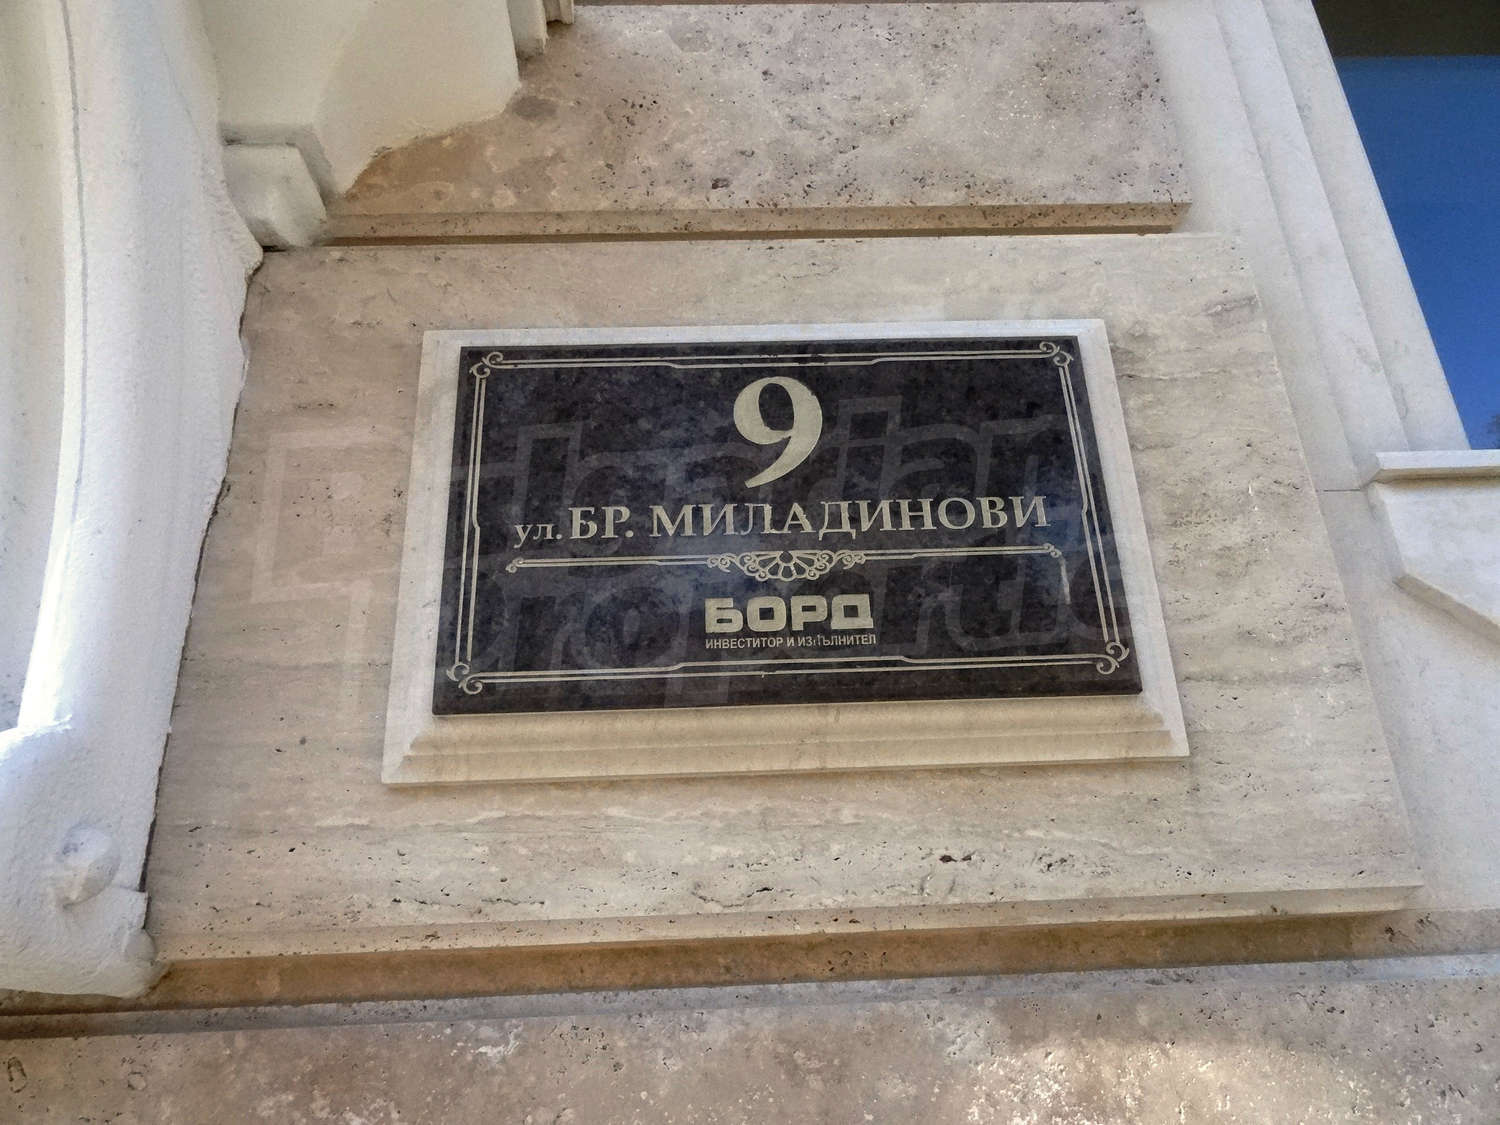 9
ул. БР. МИЛАДИНОВИ
БОРД
ИНВЕСТИТОР И ИЗПЪЛНИТЕЛ